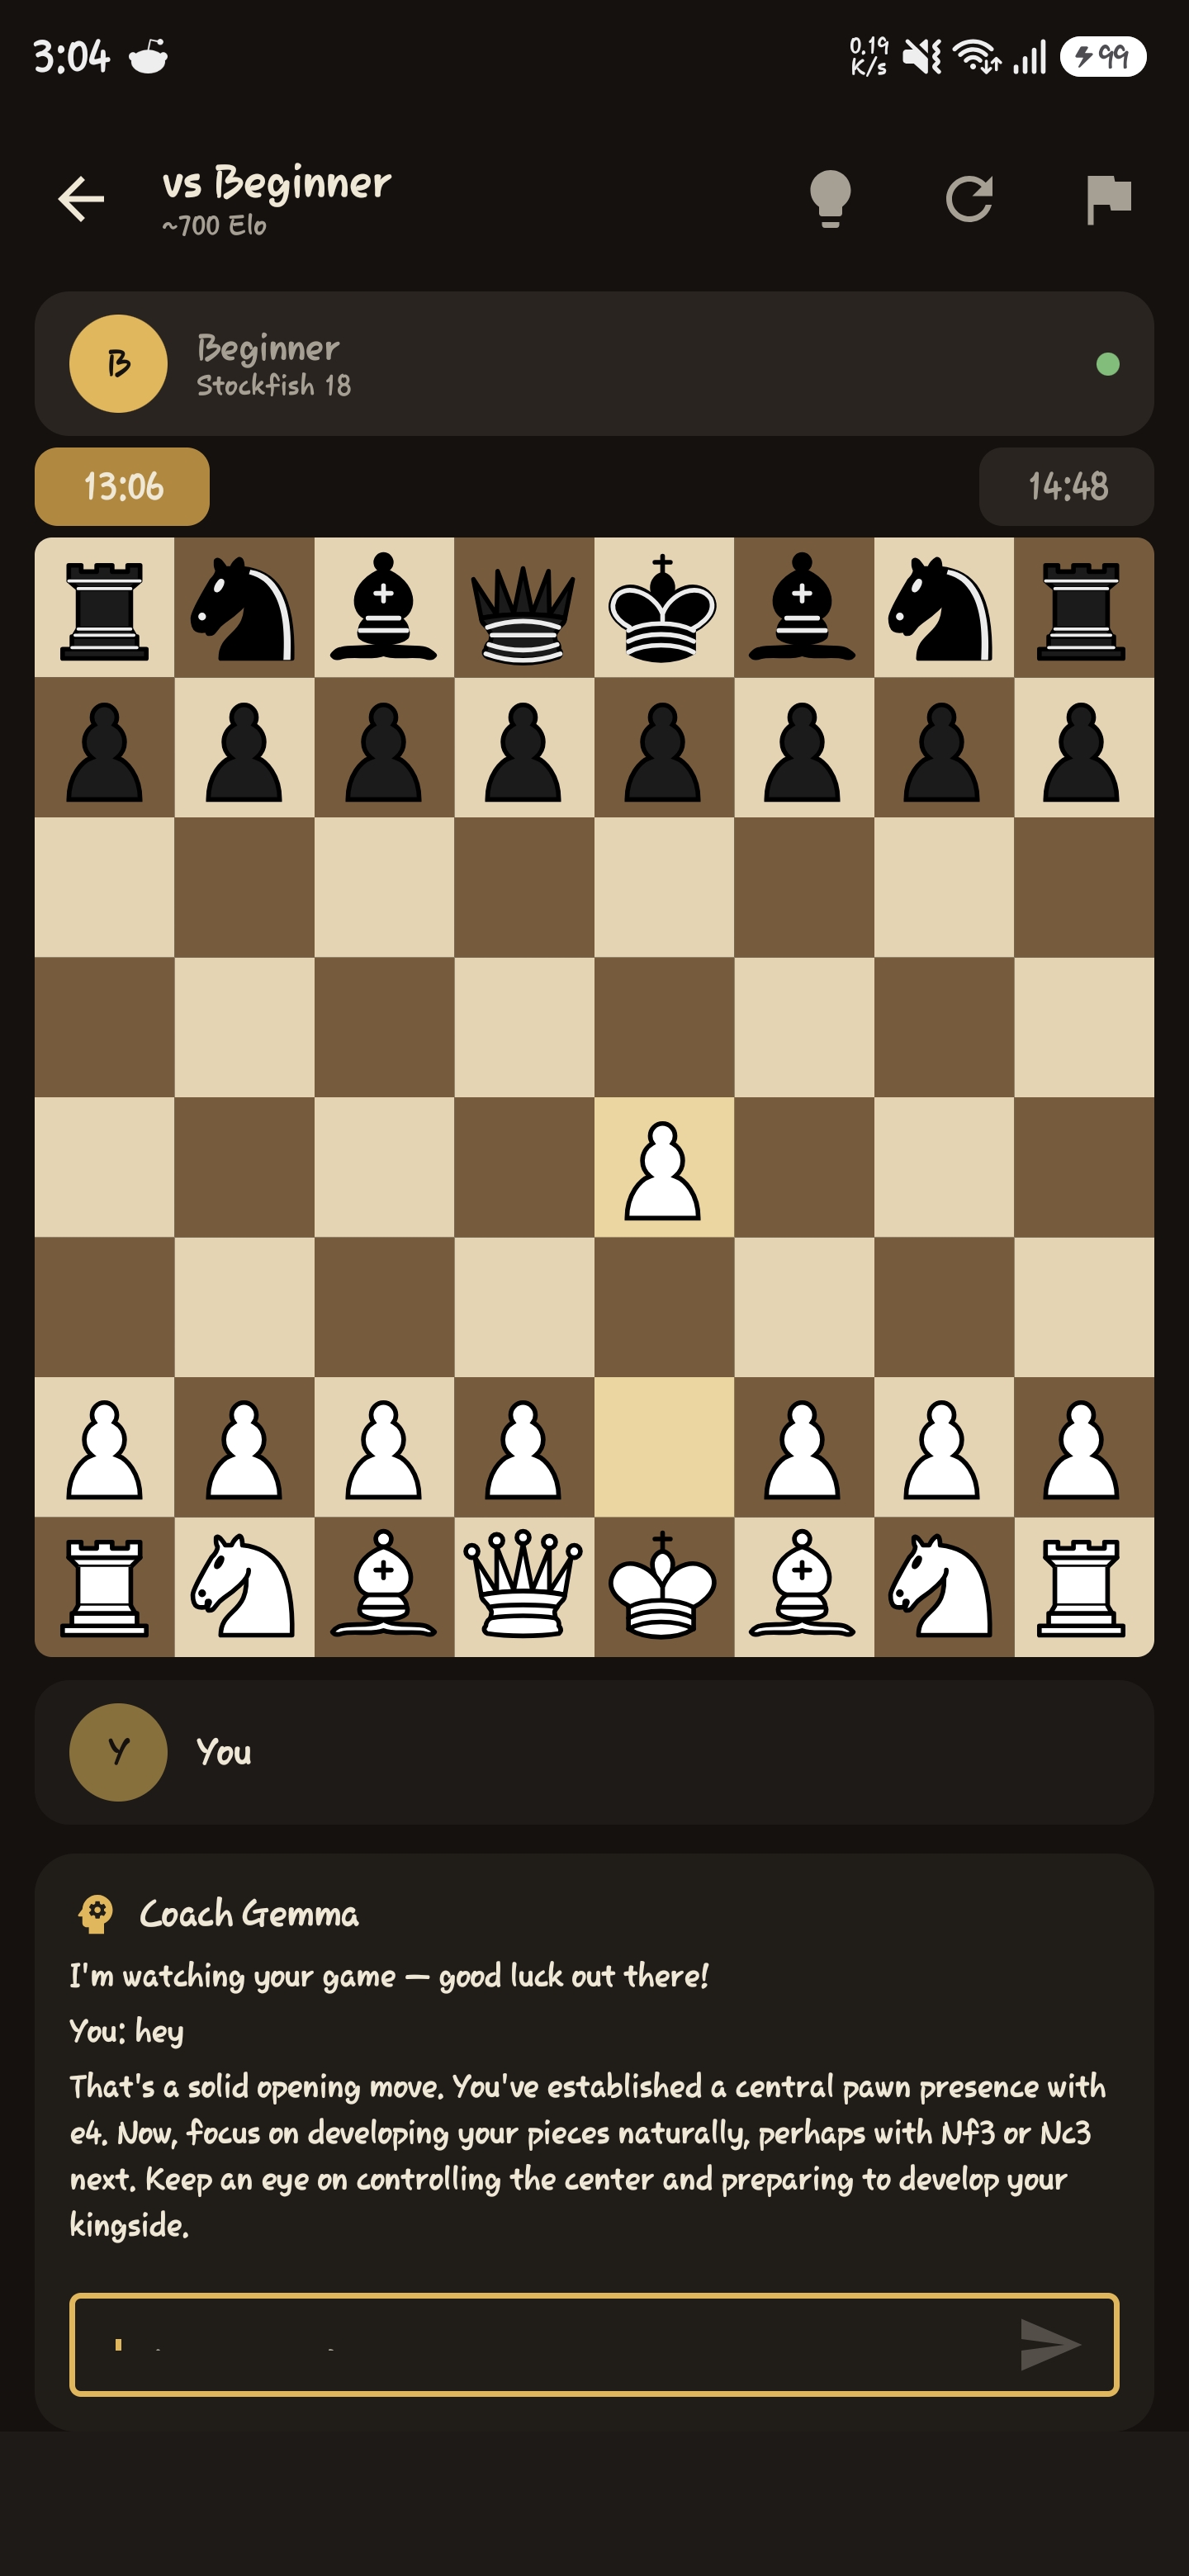 3:04
0.19
K/s
99
vs Beginner
~700 Elo
B
Beginner
Stockfish 18
13:06
14:48
Y
You
Coach Gemma
I'm watching your game — good luck out there!
You: hey
That's a solid opening move. You've established a central pawn presence with
e4. Now, focus on developing your pieces naturally, perhaps with Nf3 or Nc3
next. Keep an eye on controlling the center and preparing to develop your
kingside.